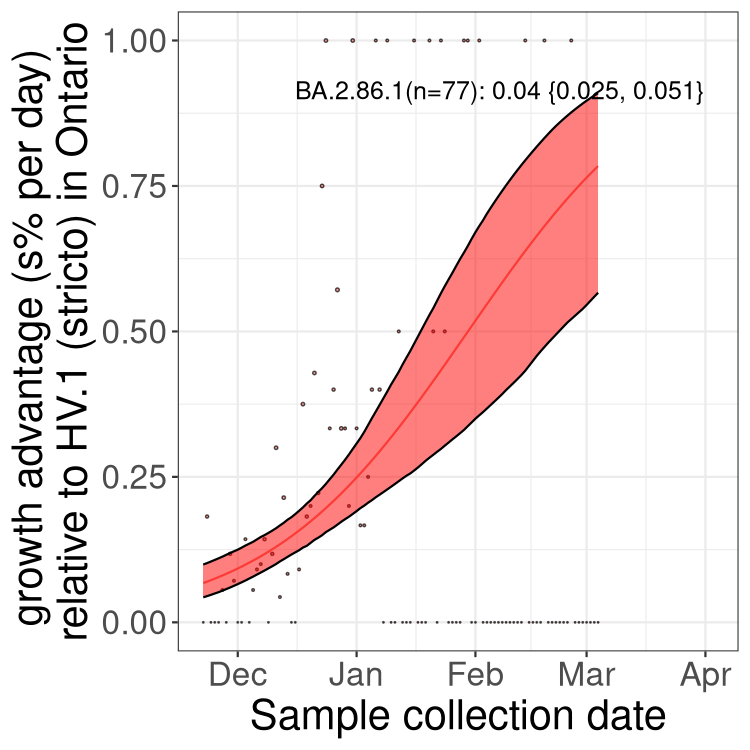 growth advantage (s% per day)
relative to HV.1 (stricto) in Ontario
1.00
0.75
0.50
0.25
0.00
BA.2.86.1(n=77): 0.04 {0.025, 0.051}
Dec Jan Feb Mar Apr
Sample collection date